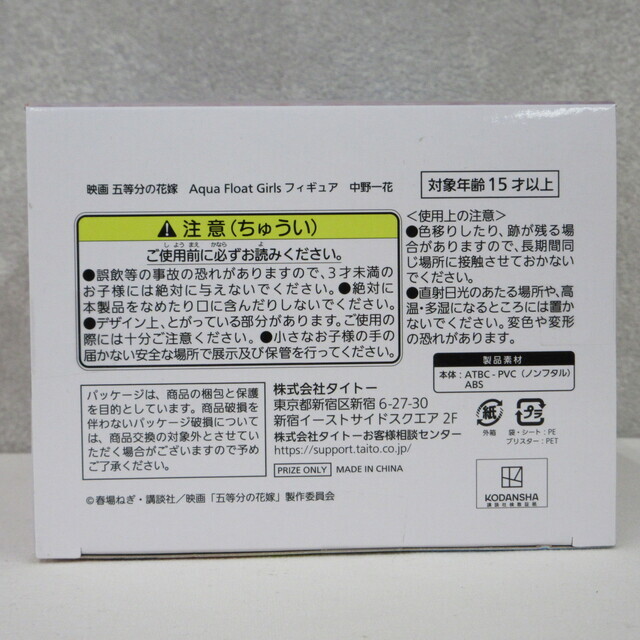 映画 五等分の花嫁 Aqua Float Girls フィギュア 中野一花
対象年齢15才以上
注意(ちゅうい)
しようまえ かなら よ
ご使用前に必ずお読みください。
●誤飲等の事故の恐れがありますので、3才未満の
お子様には絶対に与えないでください。●絶対に
本製品をなめたり口に含んだりしないでください。
●デザイン上、とがっている部分があります。ご使用の
際には十分ご注意ください。●小さなお子様の手の
届かない安全な場所で展示及び保管を行ってください。
<使用上の注意>
●色移りしたり、跡が残る場
合がありますので、長期間同
じ場所に接触させておかない
でください。
●直射日光のあたる場所や、高
温・多湿になるところには置か
ないでください。変色や変形
の恐れがあります。
製品素材
本体:ATBC-PVC(ノンフタル)
ABS
パッケージは、商品の梱包と保護
を目的としています。商品破損を
伴わないパッケージ破損について
は、商品交換の対象外とさせてい
ただく場合がございますので予め
ご了承ください。
株式会社タイトー
東京都新宿区新宿 6-27-30
新宿イーストサイドスクエア 2F
株式会社タイトーお客様相談センター
https://support.taito.co.jp/
PRIZE ONLY MADE IN CHINA
紙
外箱
プラ
袋・シート:PE
ブリスター:PET
KODANSHA
講談社検査証票
©春場ねぎ・講談社/映画「五等分の花嫁」製作委員会